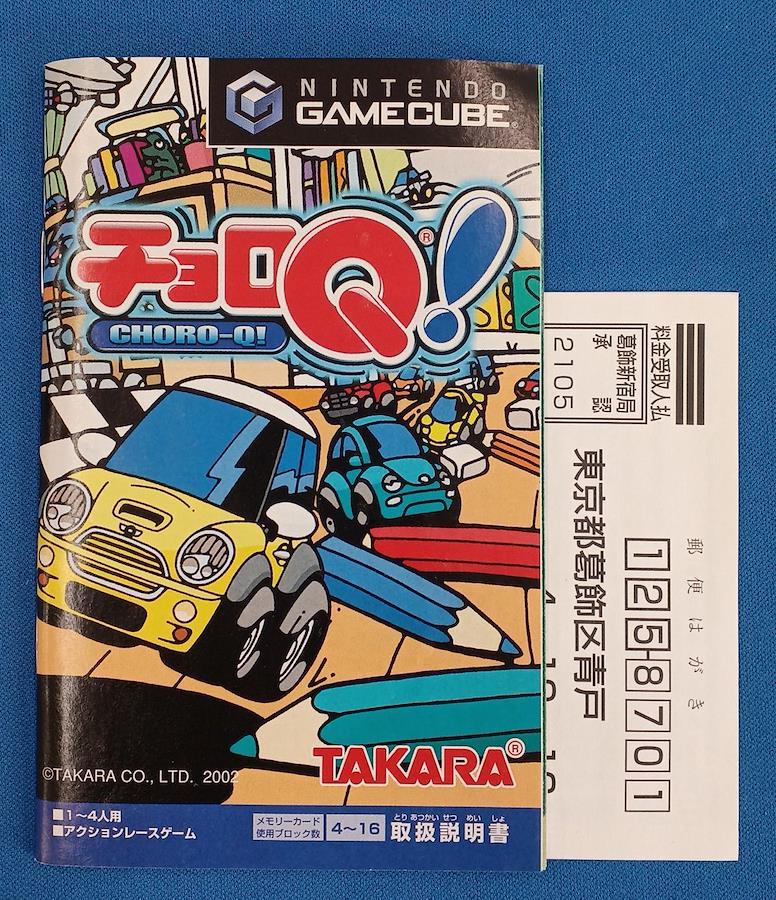 NINTENDO
GAMECUBE
チョロQ!®
CHORO-Q!
TAKARA®
©TAKARA CO., LTD. 2002
■1〜4人用
■アクションレースゲーム
メモリーカード
使用ブロック数
4〜16
とりあつかいせつめいしょ
取扱説明書
料金受取人払
葛飾新宿局
承認
2105
郵便はがき
125-8701
東京都葛飾区青戸